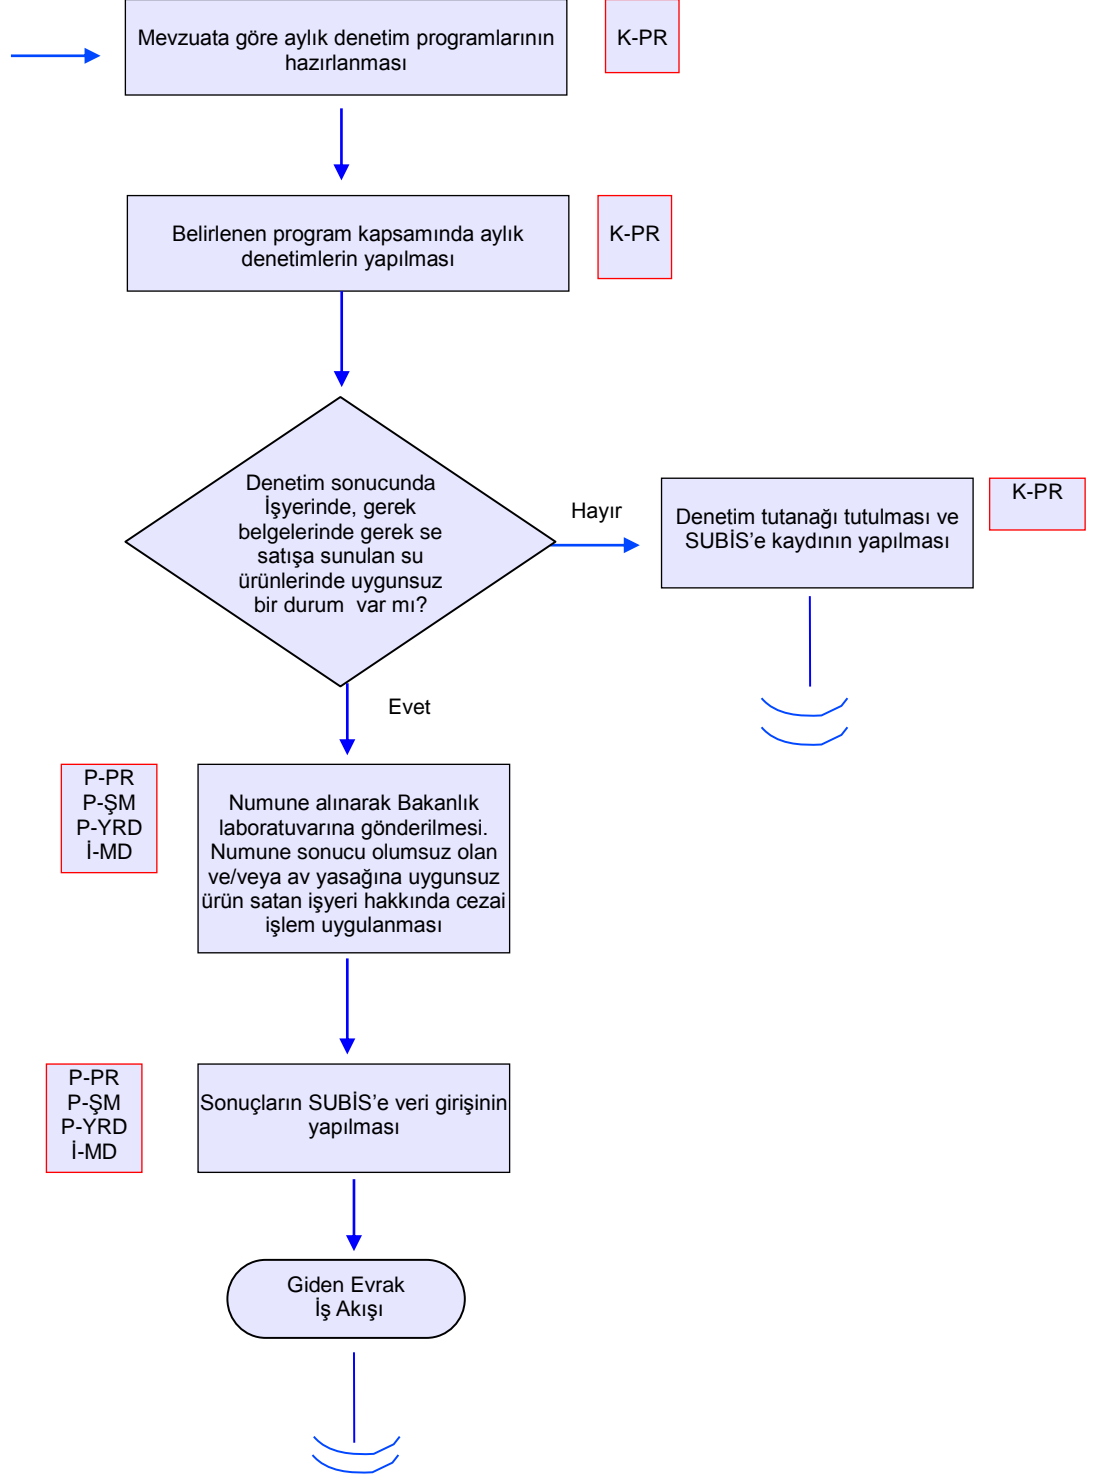 Mevzuata göre aylık denetim programlarının
hazırlanması
K-PR
Belirlenen program kapsamında aylık
denetimlerin yapılması
K-PR
Denetim sonucunda
İşyerinde, gerek
belgelerinde gerek se
satışa sunulan su
ürünlerinde uygunsuz
bir durum  var mı?
Hayır
Denetim tutanağı tutulması ve
SUBİS’e kaydının yapılması
K-PR
Evet
P-PR
P-ŞM
P-YRD
İ-MD
Numune alınarak Bakanlık
laboratuvarına gönderilmesi.
Numune sonucu olumsuz olan
ve/veya av yasağına uygunsuz
ürün satan işyeri hakkında cezai
işlem uygulanması
P-PR
P-ŞM
P-YRD
İ-MD
Sonuçların SUBİS’e veri girişinin
yapılması
Giden Evrak
İş Akışı